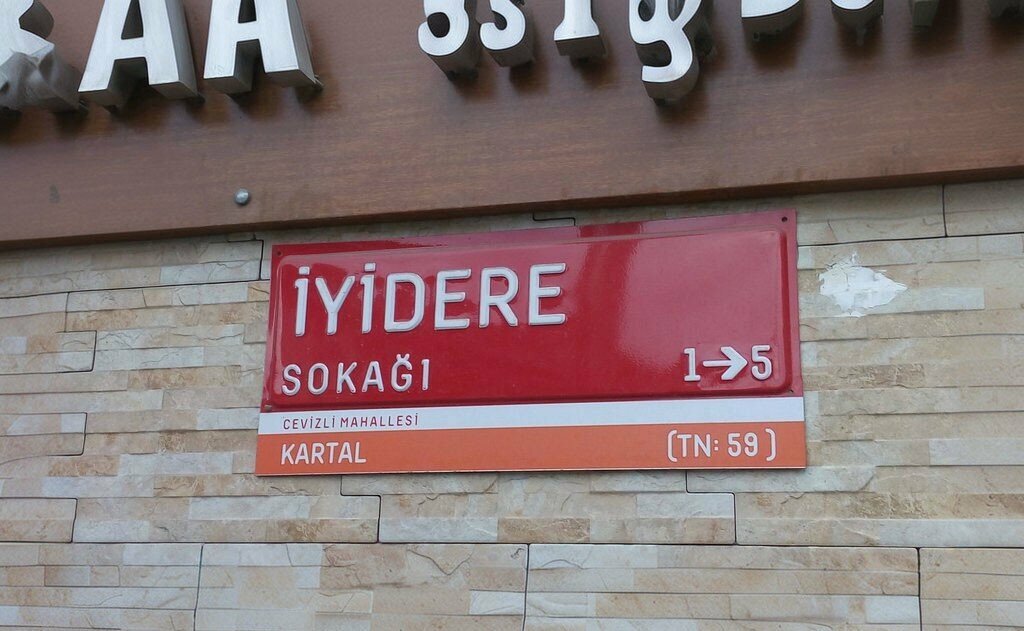 İYİDERE
SOKAĞI 1→5
CEVİZLİ MAHALLESİ
KARTAL (TN: 59)